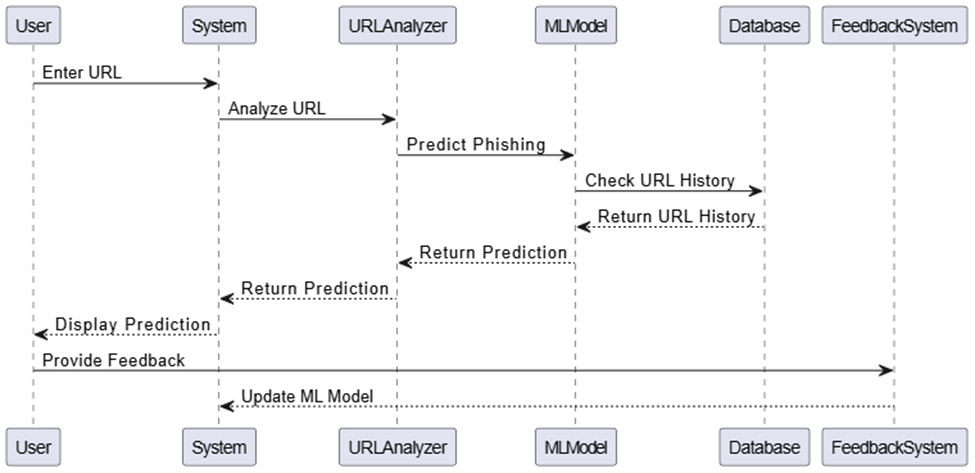 User System URLAnalyzer MLModel Database FeedbackSystem
Enter URL
Analyze URL
Predict Phishing
Check URL History
Return URL History
Return Prediction
Return Prediction
Display Prediction
Provide Feedback
Update ML Model
User System URLAnalyzer MLModel Database FeedbackSystem